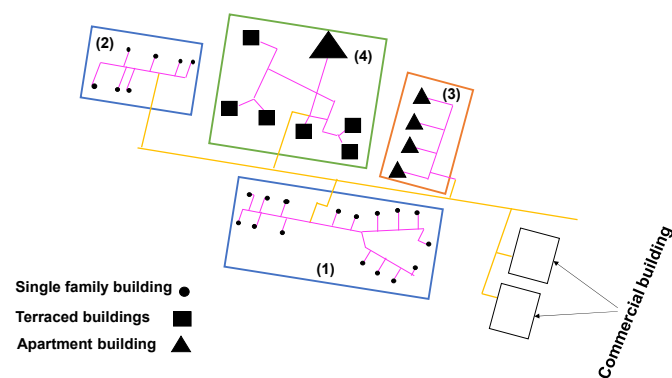 (2)
(4)
(3)
(1)
Single family building
Terraced buildings
Apartment building
Commercial building